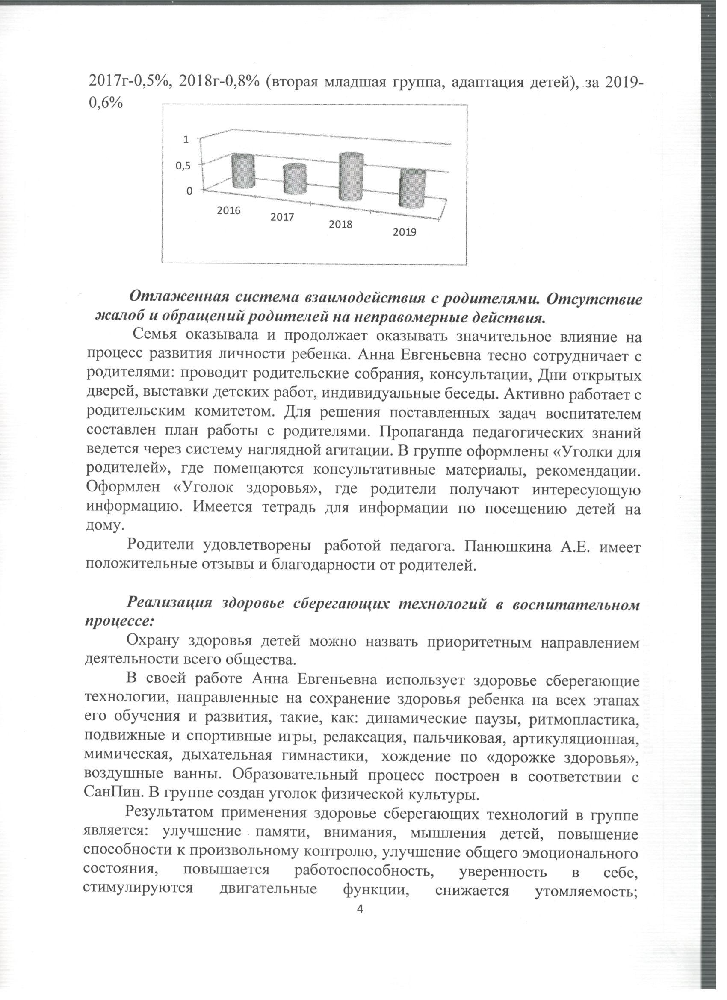 2017г-0,5%, 2018г-0,8% (вторая младшая группа, адаптация детей), за 2019-
0,6%
1
0,5
0
2016
2017
2018
2019
Отлаженная система взаимодействия с родителями. Отсутствие
жалоб и обращений родителей на неправомерные действия.
Семья оказывала и продолжает оказывать значительное влияние на
процесс развития личности ребенка. Анна Евгеньевна тесно сотрудничает с
родителями: проводит родительские собрания, консультации, Дни открытых
дверей, выставки детских работ, индивидуальные беседы. Активно работает с
родительским комитетом. Для решения поставленных задач воспитателем
составлен план работы с родителями. Пропаганда педагогических знаний
ведется через систему наглядной агитации. В группе оформлены «Уголки для
родителей», где помещаются консультативные материалы, рекомендации.
Оформлен «Уголок здоровья», где родители получают интересующую
информацию. Имеется тетрадь для информации по посещению детей на
дому.
Родители удовлетворены работой педагога. Панюшкина А.Е. имеет
положительные отзывы и благодарности от родителей.
Реализация здоровье сберегающих технологий в воспитательном
процессе:
Охрану здоровья детей можно назвать приоритетным направлением
деятельности всего общества.
В своей работе Анна Евгеньевна использует здоровье сберегающие
технологии, направленные на сохранение здоровья ребенка на всех этапах
его обучения и развития, такие, как: динамические паузы, ритмопластика,
подвижные и спортивные игры, релаксация, пальчиковая, артикуляционная,
мимическая, дыхательная гимнастики, хождение по «дорожке здоровья»,
воздушные ванны. Образовательный процесс построен в соответствии с
СанПин. В группе создан уголок физической культуры.
Результатом применения здоровье сберегающих технологий в группе
является: улучшение памяти, внимания, мышления детей, повышение
способности к произвольному контролю, улучшение общего эмоционального
состояния, повышается работоспособность, уверенность в себе,
стимулируются двигательные функции, снижается утомляемость;
4